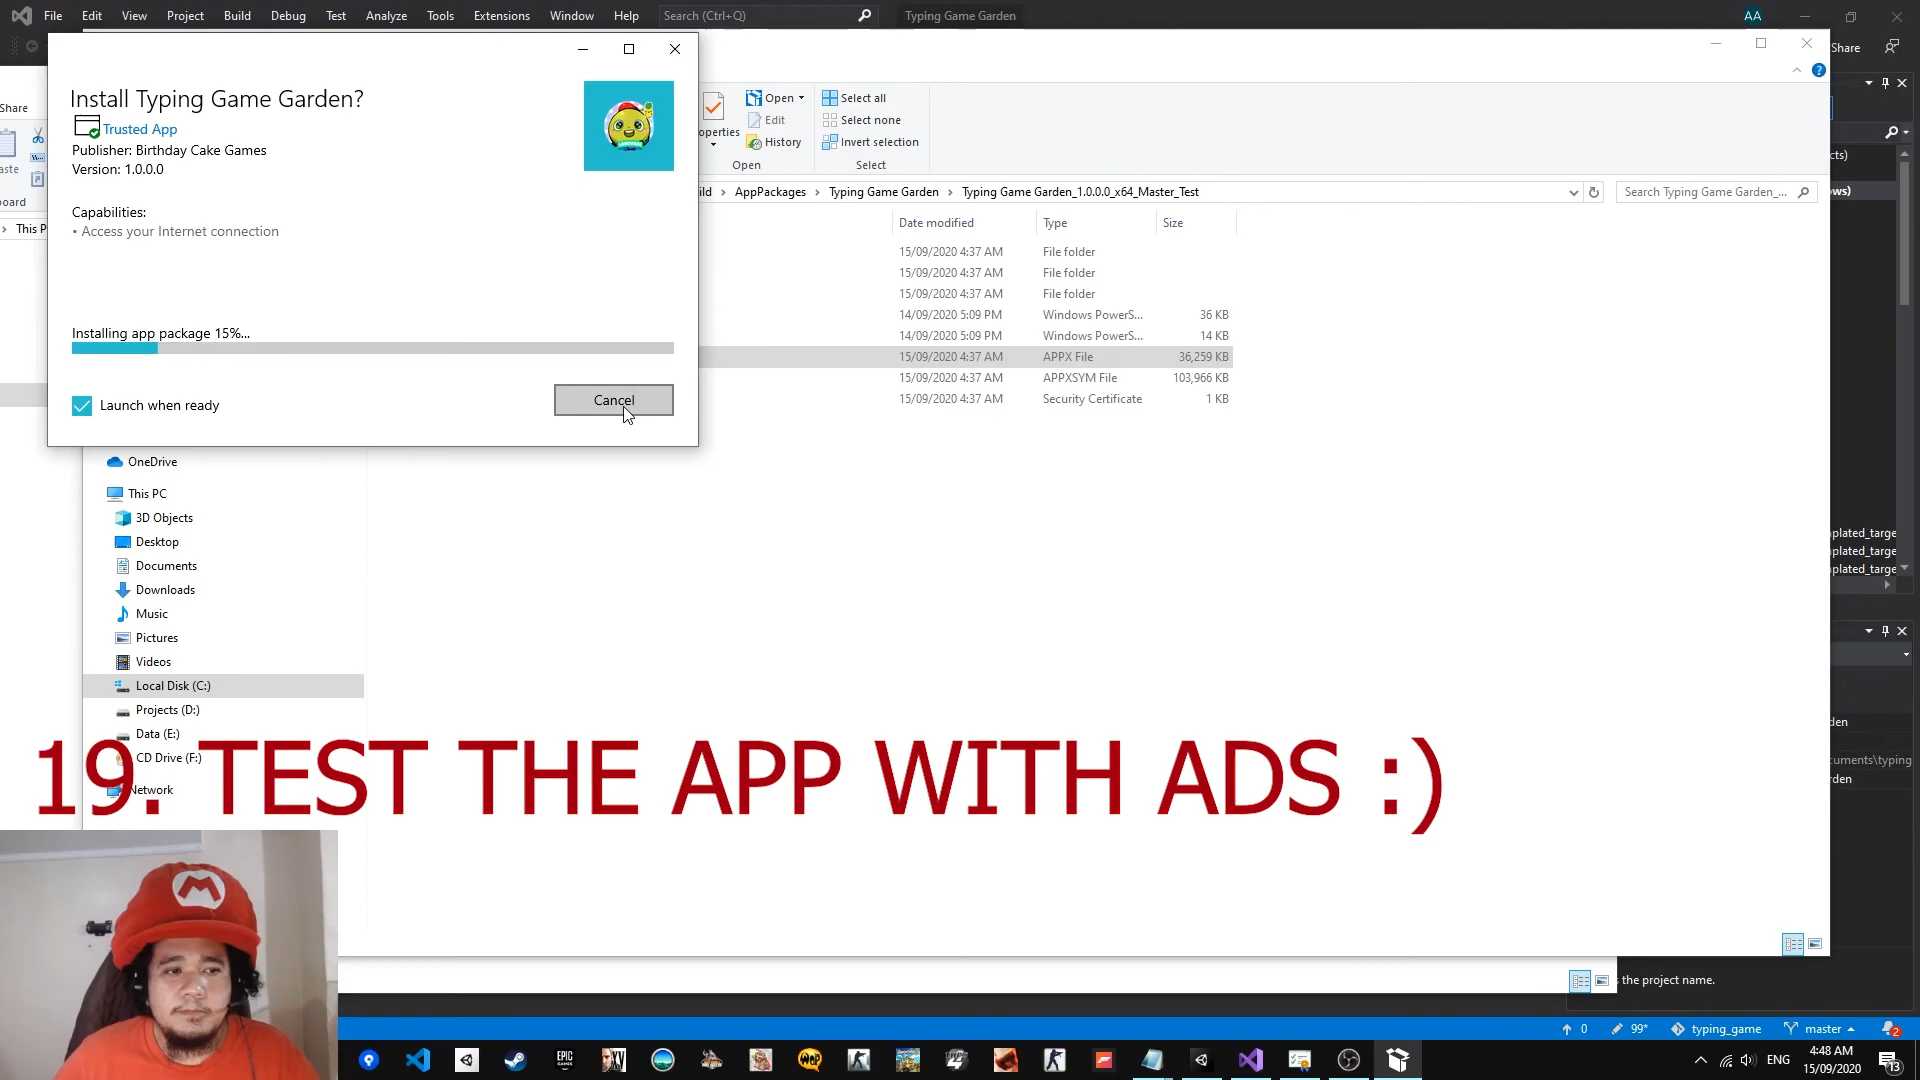 File Edit View Project Build Debug Test Analyze Tools Extensions Window Help Search (Ctrl+Q) Typing Game Garden AA
Share
Share
Install Typing Game Garden?
Trusted App
Publisher: Birthday Cake Games
Version: 1.0.0.0
Capabilities:
• Access your Internet connection
Installing app package 15%...
Launch when ready
Cancel
Open
Edit
History
Open
Select all
Select none
Invert selection
Select
AppPackages > Typing Game Garden > Typing Game Garden_1.0.0.0_x64_Master_Test
Search Typing Game Garden_...
This P
Date modified Type Size
15/09/2020 4:37 AM File folder
15/09/2020 4:37 AM File folder
15/09/2020 4:37 AM File folder
14/09/2020 5:09 PM Windows PowerS... 36 KB
14/09/2020 5:09 PM Windows PowerS... 14 KB
15/09/2020 4:37 AM APPX File 36,259 KB
15/09/2020 4:37 AM APPXSYM File 103,966 KB
15/09/2020 4:37 AM Security Certificate 1 KB
OneDrive
This PC
3D Objects
Desktop
Documents
Downloads
Music
Pictures
Videos
Local Disk (C:)
Projects (D:)
Data (E:)
CD Drive (F:)
Network
19. TEST THE APP WITH ADS :)
the project name.
0 99* typing_game master 2
ENG
4:48 AM
15/09/2020
13